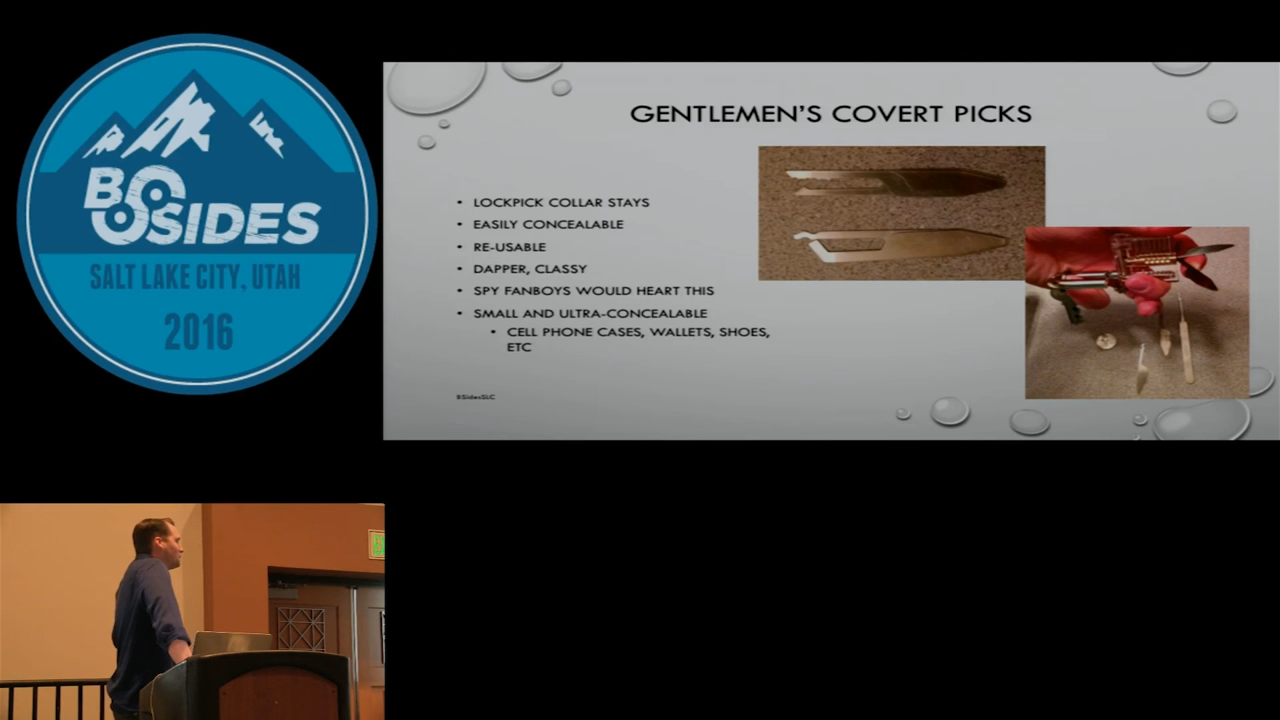 BSIDES
SALT LAKE CITY, UTAH
2016
GENTLEMEN'S COVERT PICKS
• LOCKPICK COLLAR STAYS
• EASILY CONCEALABLE
• RE-USABLE
• DAPPER, CLASSY
• SPY FANBOYS WOULD HEART THIS
• SMALL AND ULTRA-CONCEALABLE
• CELL PHONE CASES, WALLETS, SHOES,
ETC
BSidesSLC